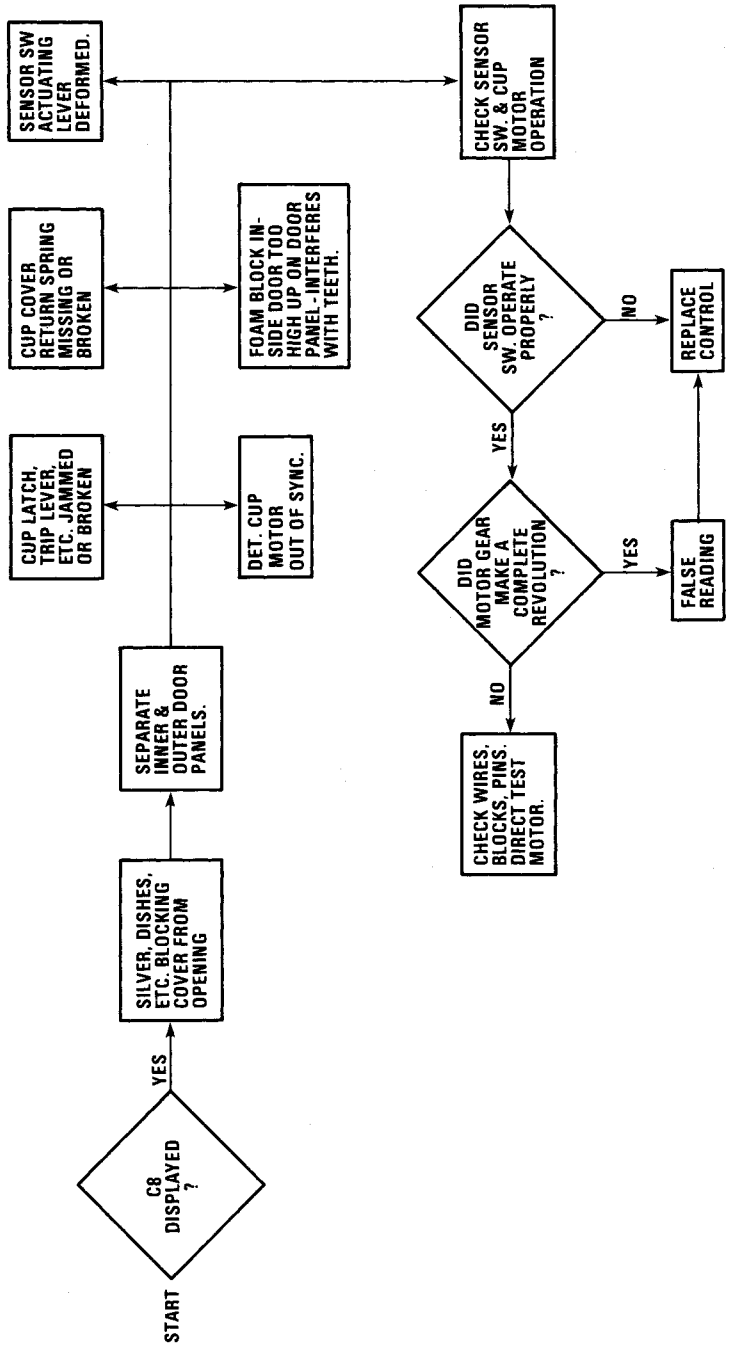 START
C8
DISPLAYED
?
YES
SILVER, DISHES,
ETC. BLOCKING
COVER FROM
OPENING
SEPARATE
INNER &
OUTER DOOR
PANELS.
CUP LATCH,
TRIP LEVER,
ETC. JAMMED
OR BROKEN
DET. CUP
MOTOR
OUT OF SYNC.
CUP COVER
RETURN SPRING
MISSING OR
BROKEN
FOAM BLOCK IN-
SIDE DOOR TOO
HIGH UP ON DOOR
PANEL-INTERFERES
WITH TEETH.
SENSOR SW
ACTUATING
LEVER
DEFORMED.
CHECK SENSOR
SW. & CUP
MOTOR
OPERATION
DID
SENSOR
SW. OPERATE
PROPERLY
?
NO
REPLACE
CONTROL
YES
DID
MOTOR GEAR
MAKE A
COMPLETE
REVOLUTION
?
YES
FALSE
READING
NO
CHECK WIRES,
BLOCKS, PINS.
DIRECT TEST
MOTOR.